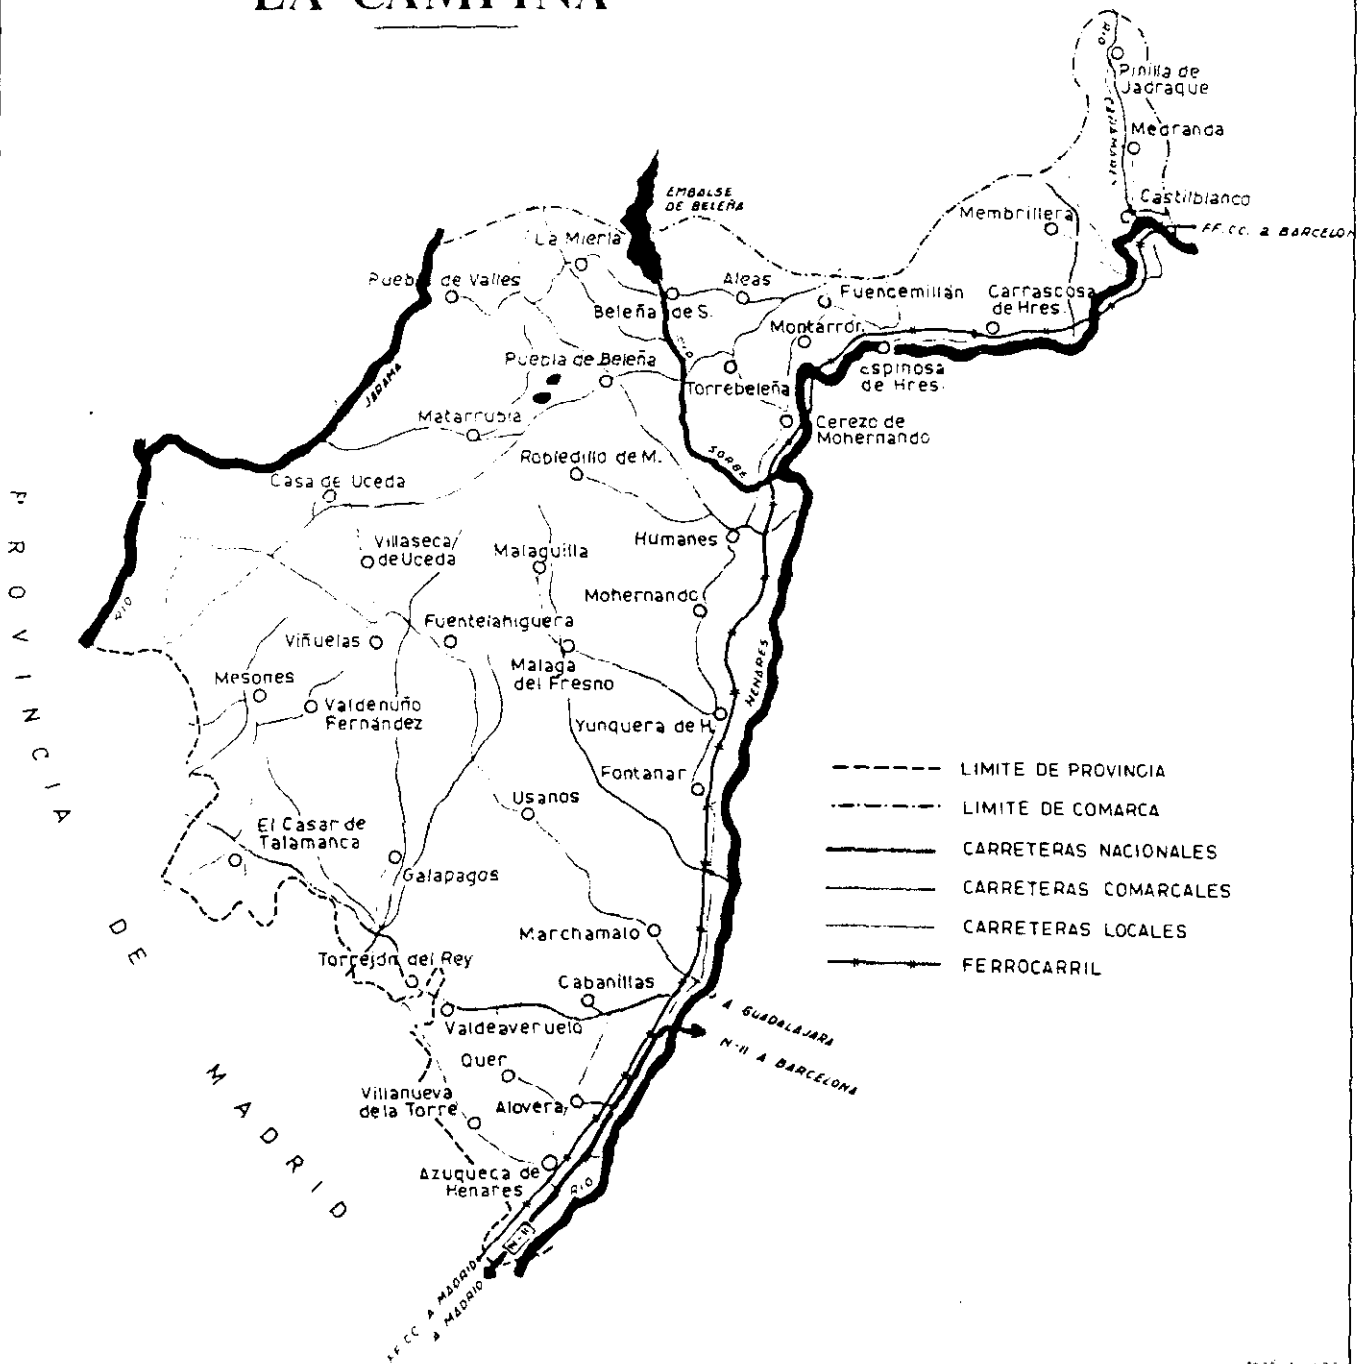 LA CAMPIÑA
RIO
Pinilla de
Jadraque
CAÑAMARES
Medranda
Castilblanco
Membrillera
FF.CC. a BARCELON
EMBALSE
DE BELEÑA
La Mierla
Puebla de Valles
Aleas
Beleña de S.
Fuencemillán
Carrascosa
de Hres.
Montarrón
RIO
Puebla de Beleña
Espinosa
de Hres.
Torrebeleña
JARAMA
Matarrubia
Cerezo de
Mohernando
SORBE
Robledillo de M.
Casa de Uceda
Villaseca
de Uceda
Malaguilla
Humanes
Mohernando
RIO
Fuentelahiguera
Viñuelas
Malaga
del Fresno
HENARES
Mesones
Valdenuño
Fernández
Yunquera de H.
Fontanar
Usanos
El Casar de
Talamanca
Galapagos
Marchamalo
Torrejón del Rey
Cabanillas
Valdeaveruelo
A GUADALAJARA
N-II A BARCELONA
Quer
Villanueva
de la Torre
Alovera
Azuqueca de
Henares
RIO
N-II
FF.CC A MADRID
A MADRID
PROVINCIA DE MADRID
LIMITE DE PROVINCIA
LIMITE DE COMARCA
CARRETERAS NACIONALES
CARRETERAS COMARCALES
CARRETERAS LOCALES
FERROCARRIL